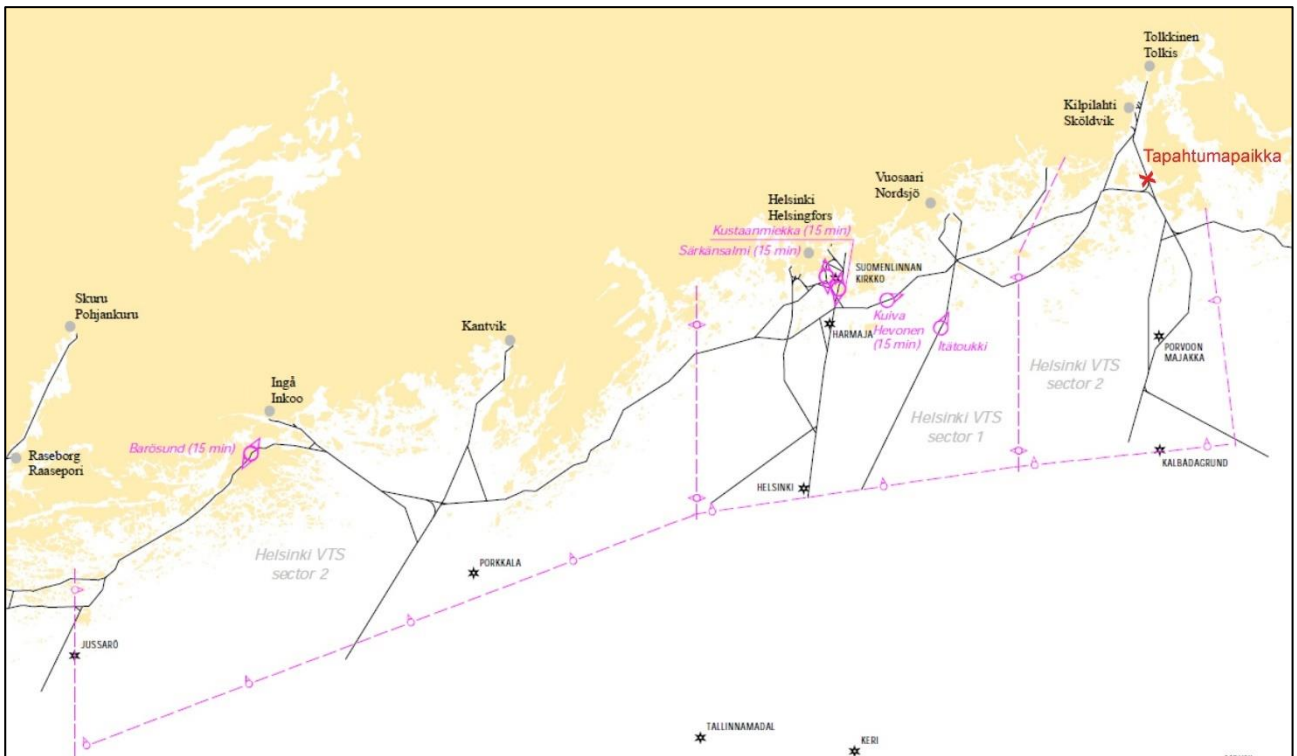 Tolkkinen
Tolkis
Kilpilahti
Sköldvik
Tapahtumapaikka
Vuosaari
Nordsjö
Helsinki
Helsingfors
Kustaanmiekka (15 min)
Särkänsalmi (15 min)
SUOMENLINNAN
KIRKKO
Kuiva
Hevonen
(15 min)
HARMAJA
Itätoukki
PORVOON
MAJAKKA
Skuru
Pohjankuru
Kantvik
Ingå
Inkoo
Helsinki VTS
sector 2
Helsinki VTS
sector 1
Barösund (15 min)
Raseborg
Raasepori
KALBÅDAGRUND
HELSINKI
Helsinki VTS
sector 2
PORKKALA
JUSSARÖ
TALLINNAMADAL
KERI